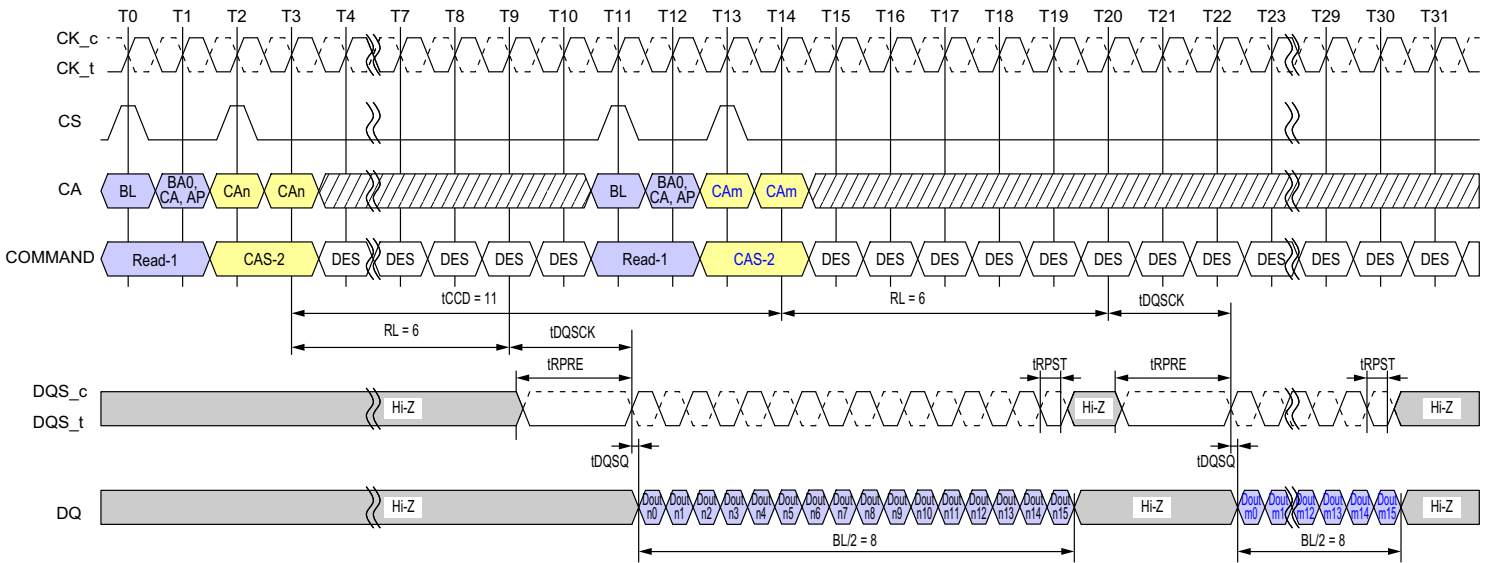 T0 T1 T2 T3 T4 T7 T8 T9 T10 T11 T12 T13 T14 T15 T16 T17 T18 T19 T20 T21 T22 T23 T29 T30 T31
CK_c
CK_t
CS
CA BL BA0, CA, AP CAn CAn BL BA0, CA, AP CAm CAm
COMMAND Read-1 CAS-2 DES DES DES DES DES Read-1 CAS-2 DES DES DES DES DES DES DES DES DES DES DES DES
tCCD = 11 RL = 6 tDQSCK
RL = 6 tDQSCK
tRPRE tRPST tRPRE tRPST
DQS_c
DQS_t
Hi-Z Hi-Z Hi-Z
tDQSQ tDQSQ
DQ Hi-Z Dout n0 Dout n1 Dout n2 Dout n3 Dout n4 Dout n5 Dout n6 Dout n7 Dout n8 Dout n9 Dout n10 Dout n11 Dout n12 Dout n13 Dout n14 Dout n15 Hi-Z Dout m0 Dout m1 Dout m12 Dout m13 Dout m14 Dout m15 Hi-Z
BL/2 = 8 BL/2 = 8